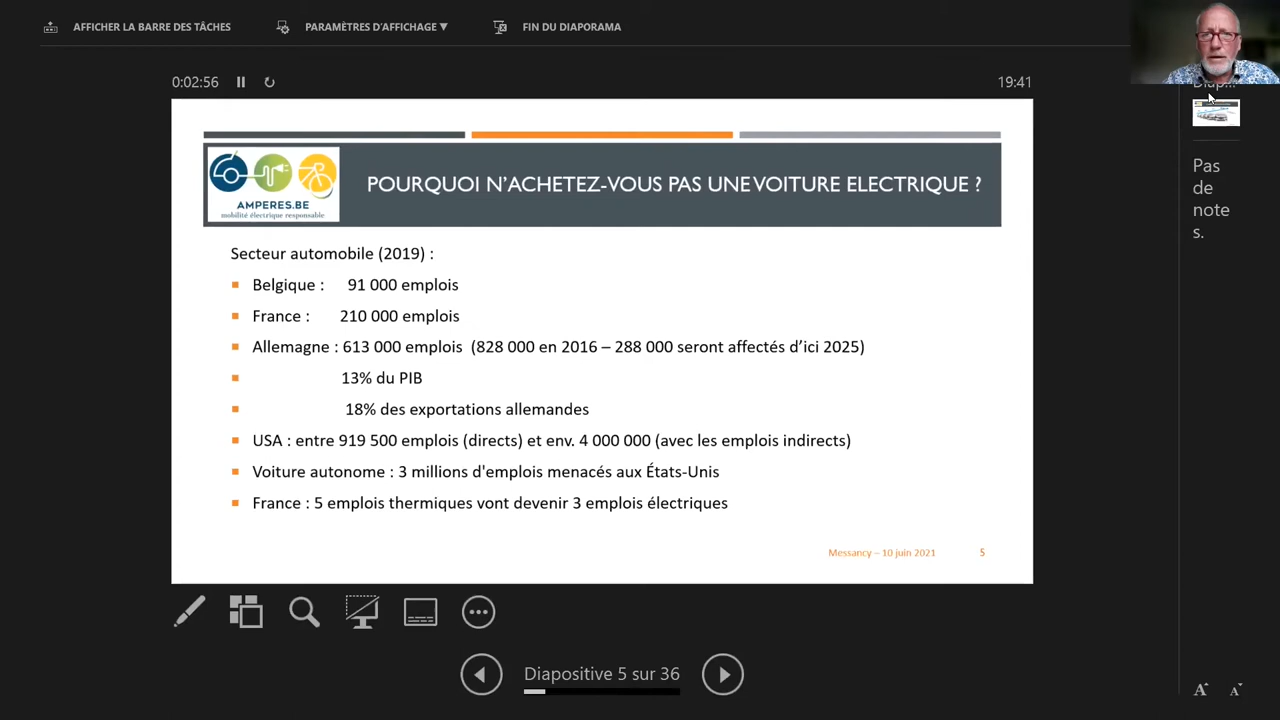 AFFICHER LA BARRE DES TÂCHES
PARAMÈTRES D'AFFICHAGE ▼
FIN DU DIAPORAMA
0:02:56
19:41
Diap...
POURQUOI N'ACHETEZ-VOUS PAS UNE VOITURE ELECTRIQUE ?
AMPERES.BE
mobilité électrique responsable
Secteur automobile (2019) :
Belgique : 91 000 emplois
France : 210 000 emplois
Allemagne : 613 000 emplois (828 000 en 2016 – 288 000 seront affectés d'ici 2025)
13% du PIB
18% des exportations allemandes
USA : entre 919 500 emplois (directs) et env. 4 000 000 (avec les emplois indirects)
Voiture autonome : 3 millions d'emplois menacés aux États-Unis
France : 5 emplois thermiques vont devenir 3 emplois électriques
Messancy – 10 juin 2021
5
Pas
de
note
s.
Diapositive 5 sur 36
A
A